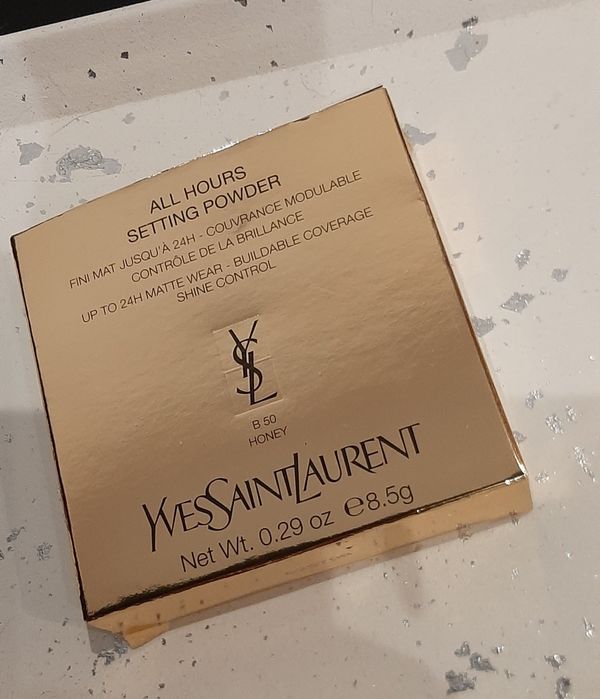 ALL HOURS
SETTING POWDER
FINI MAT JUSQU'À 24H - COUVRANCE MODULABLE
CONTRÔLE DE LA BRILLANCE
UP TO 24H MATTE WEAR - BUILDABLE COVERAGE
SHINE CONTROL
YSL
B 50
HONEY
YVESSAINTLAURENT
Net Wt. 0.29 oz ℮8.5g